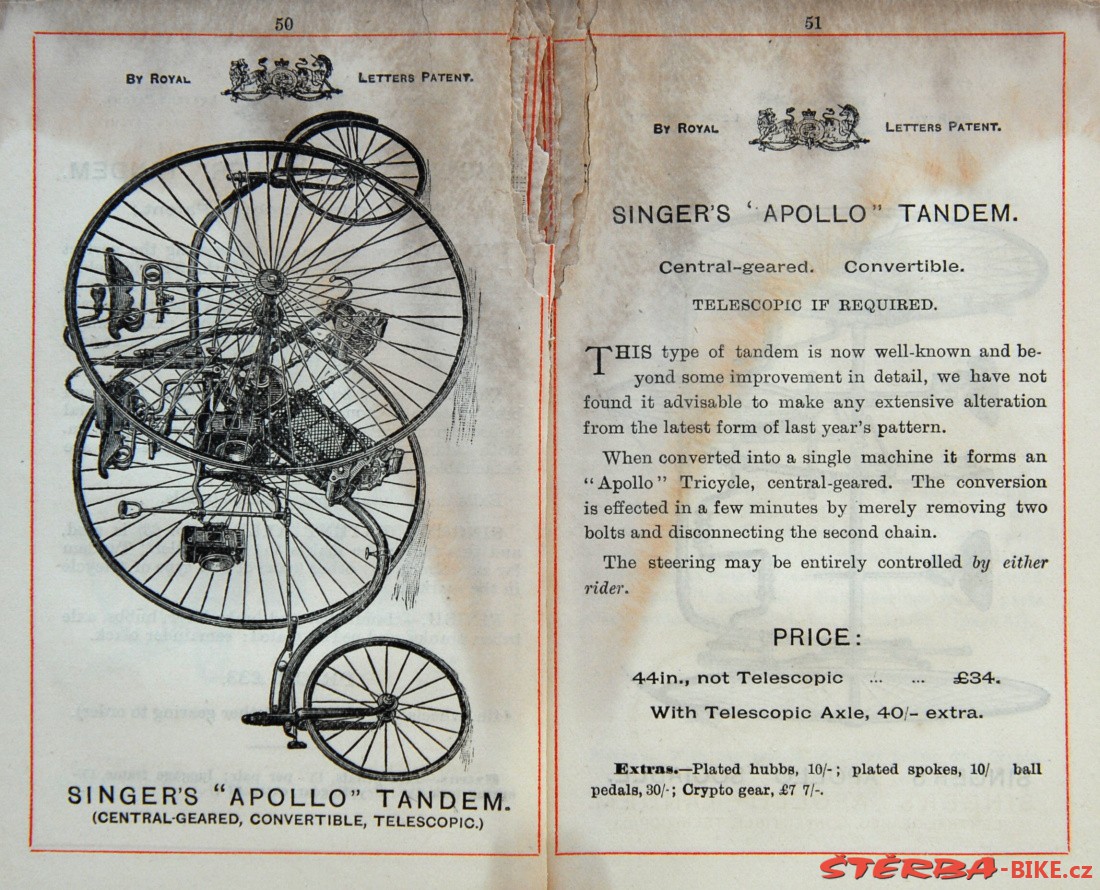 50
By Royal Letters Patent.
SINGER'S "APOLLO" TANDEM.
(CENTRAL-GEARED, CONVERTIBLE, TELESCOPIC.)
51
By Royal Letters Patent.
SINGER'S ‘APOLLO” TANDEM.
Central-geared. Convertible.
TELESCOPIC IF REQUIRED.
THIS type of tandem is now well-known and be-
yond some improvement in detail, we have not
found it advisable to make any extensive alteration
from the latest form of last year's pattern.
When converted into a single machine it forms an
"Apollo" Tricycle, central-geared. The conversion
is effected in a few minutes by merely removing two
bolts and disconnecting the second chain.
The steering may be entirely controlled by either
rider.
PRICE:
44in., not Telescopic ... ... £34.
With Telescopic Axle, 40/- extra.
Extras.—Plated hubbs, 10/-; plated spokes, 10/ ball
pedals, 30/-; Crypto gear, £7 7/-.
ŠTĚRBA-BIKE.cz